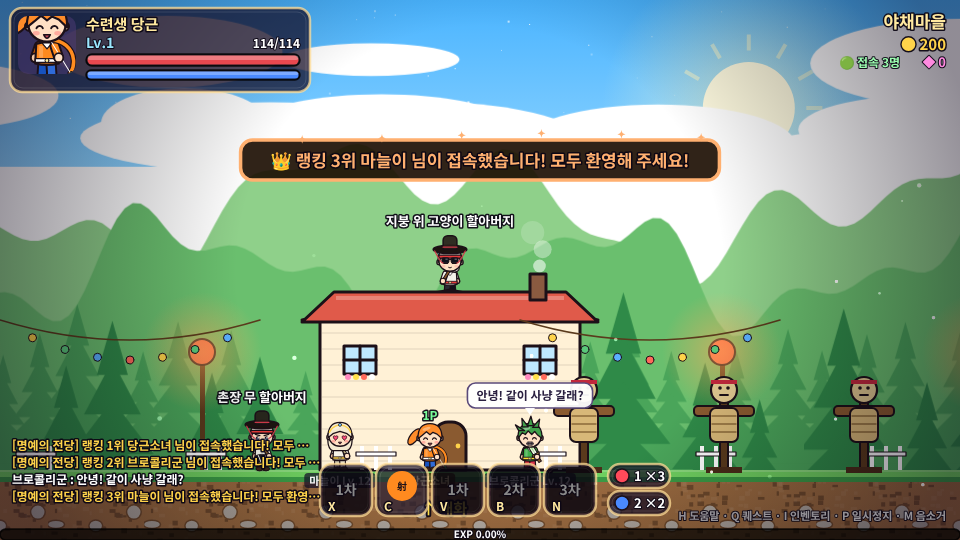 수련생 당근
Lv.1
114/114
야채마을
200
접속 3명
0
👑 랭킹 3위 마늘이 님이 접속했습니다! 모두 환영해 주세요!
지붕 위 고양이 할아버지
촌장 무 할아버지
안녕! 같이 사냥 갈래?
1P
[명예의 전당] 랭킹 1위 당근소녀 님이 접속했습니다! 모두 …
[명예의 전당] 랭킹 2위 브로콜리군 님이 접속했습니다! 모두 …
브로콜리군 : 안녕! 같이 사냥 갈래?
[명예의 전당] 랭킹 3위 마늘이 님이 접속했습니다! 모두 환영…
1차
X
射
C
1차
V
2차
B
3차
N
1 ×3
2 ×2
H 도움말 · Q 퀘스트 · I 인벤토리 · P 일시정지 · M 음소거
EXP 0.00%